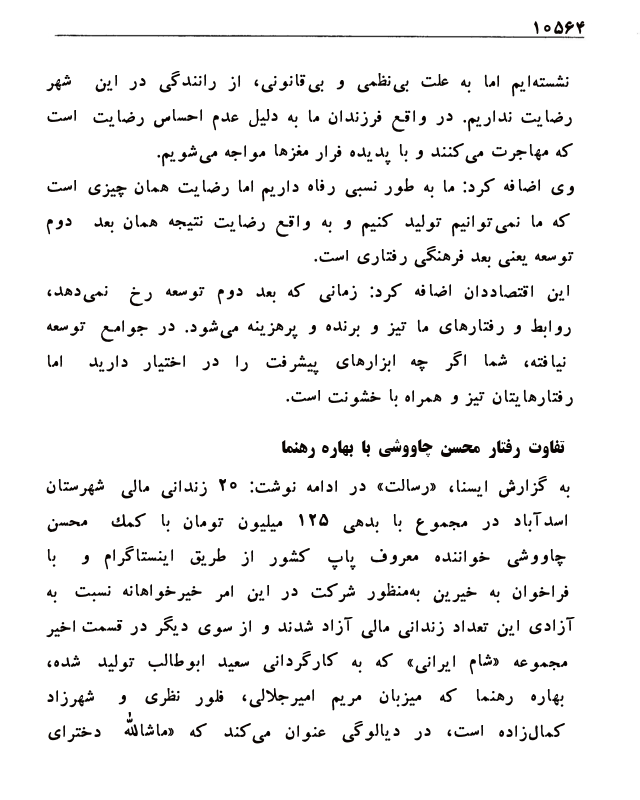 ۱۰۵۶۴
نشسته‌ایم اما به علت بی‌نظمی و بی‌قانونی، از رانندگی در این شهر
رضایت نداریم. در واقع فرزندان ما به دلیل عدم احساس رضایت است
که مهاجرت می‌کنند و با پدیده فرار مغزها مواجه می‌شویم.
وی اضافه کرد: ما به طور نسبی رفاه داریم اما رضایت همان چیزی است
که ما نمی‌توانیم تولید کنیم و به واقع رضایت نتیجه همان بعد دوم
توسعه یعنی بعد فرهنگی رفتاری است.
این اقتصاددان اضافه کرد: زمانی که بعد دوم توسعه رخ نمی‌دهد،
روابط و رفتارهای ما تیز و برنده و پرهزینه می‌شود. در جوامع توسعه
نیافته، شما اگر چه ابزارهای پیشرفت را در اختیار دارید اما
رفتارهایتان تیز و همراه با خشونت است.
تفاوت رفتار محسن چاووشی با بهاره رهنما
به گزارش ایسنا، «رسالت» در ادامه نوشت: ۲۰ زندانی مالی شهرستان
اسدآباد در مجموع با بدهی ۱۲۵ میلیون تومان با کمك محسن
چاووشی خواننده معروف پاپ کشور از طریق اینستاگرام و با
فراخوان به خیرین به‌منظور شرکت در این امر خیرخواهانه نسبت به
آزادی این تعداد زندانی مالی آزاد شدند و از سوی دیگر در قسمت اخیر
مجموعه «شام ایرانی» که به کارگردانی سعید ابوطالب تولید شده،
بهاره رهنما که میزبان مریم امیرجلالی، فلور نظری و شهرزاد
کمال‌زاده است، در دیالوگی عنوان می‌کند که «ماشالله دخترای